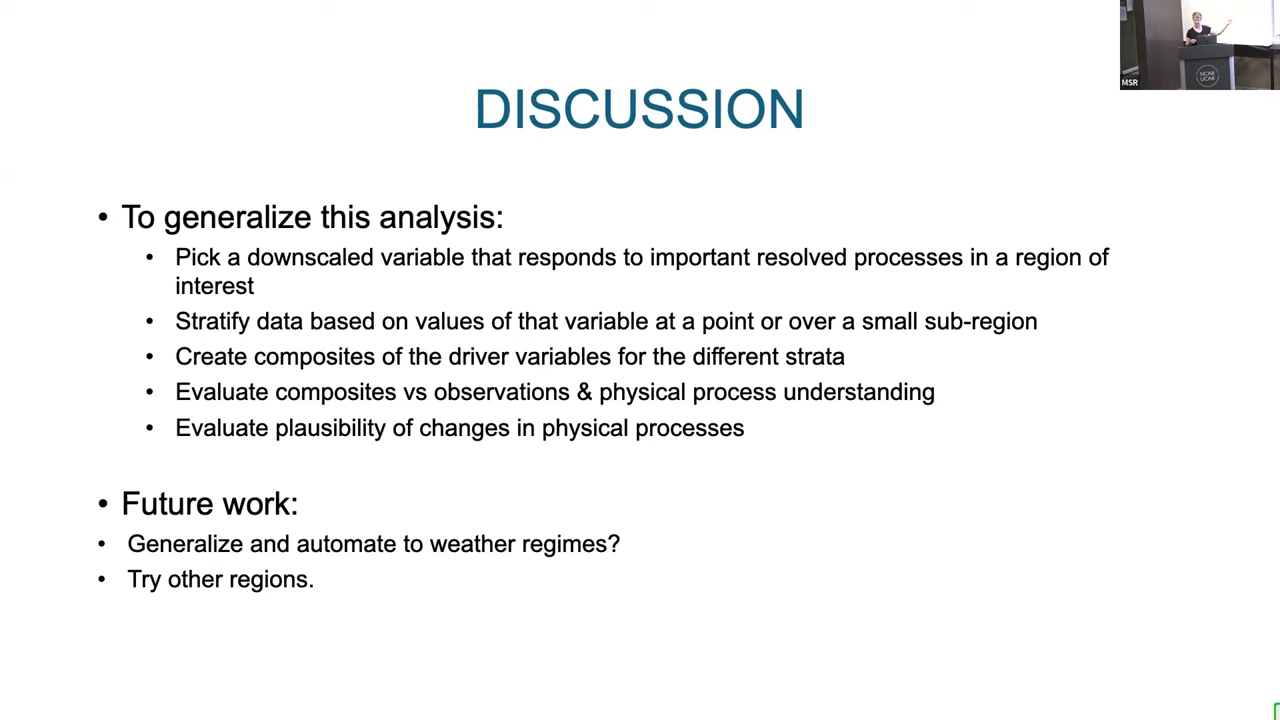 DISCUSSION
• To generalize this analysis:
• Pick a downscaled variable that responds to important resolved processes in a region of
interest
• Stratify data based on values of that variable at a point or over a small sub-region
• Create composites of the driver variables for the different strata
• Evaluate composites vs observations & physical process understanding
• Evaluate plausibility of changes in physical processes
• Future work:
• Generalize and automate to weather regimes?
• Try other regions.
MSR
NCAR
UCAR